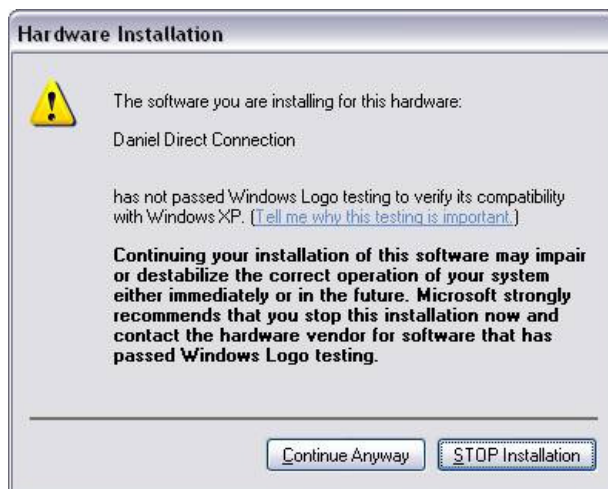 Hardware Installation
The software you are installing for this hardware:
Daniel Direct Connection
has not passed Windows Logo testing to verify its compatibility
with Windows XP. (Tell me why this testing is important.)
Continuing your installation of this software may impair
or destabilize the correct operation of your system
either immediately or in the future. Microsoft strongly
recommends that you stop this installation now and
contact the hardware vendor for software that has
passed Windows Logo testing.
Continue Anyway STOP Installation